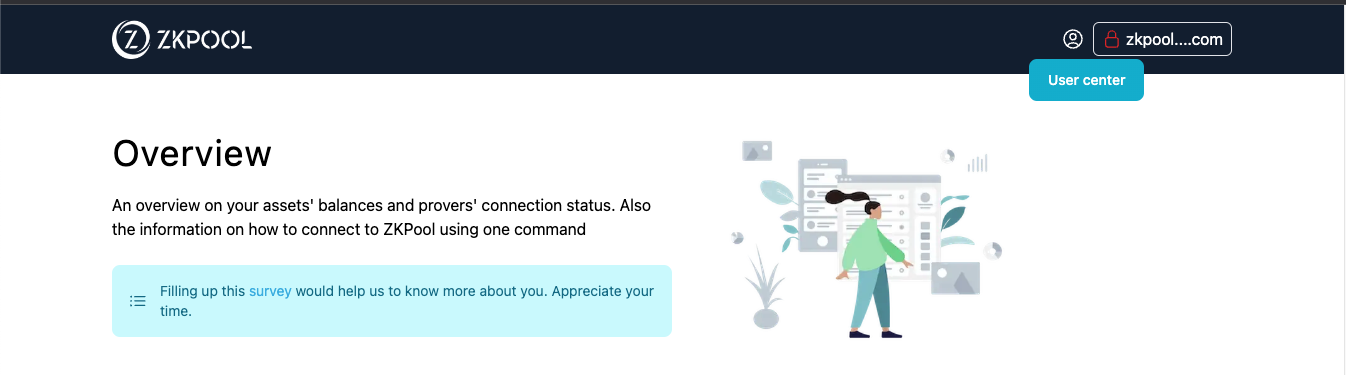 ZKPOOL
zkpool....com
User center
Overview
An overview on your assets' balances and provers' connection status. Also
the information on how to connect to ZKPool using one command
Filling up this survey would help us to know more about you. Appreciate your
time.